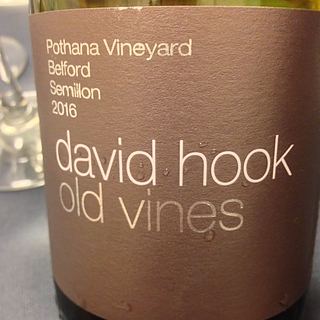 Pothana Vineyard
Belford
Semillon
2016
david hook
old vines